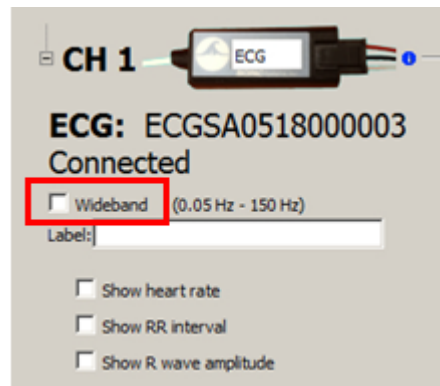 CH 1
ECG
ECG: ECGSA0518000003
Connected
Wideband (0.05 Hz - 150 Hz)
Label:
Show heart rate
Show RR interval
Show R wave amplitude